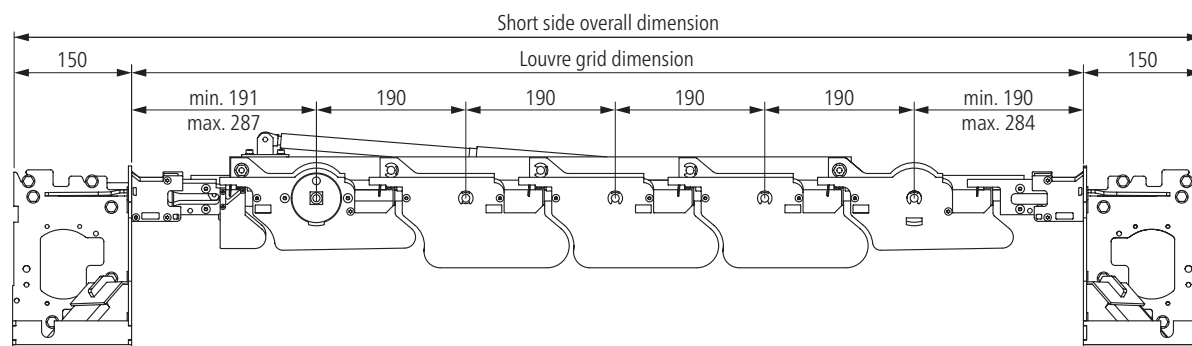 Short side overall dimension
150
Louvre grid dimension
150
min. 191
max. 287
190
190
190
190
min. 190
max. 284